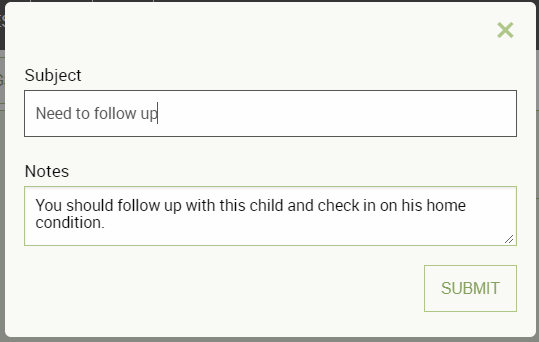 Subject
Need to follow up
Notes
You should follow up with this child and check in on his home
condition.
SUBMIT